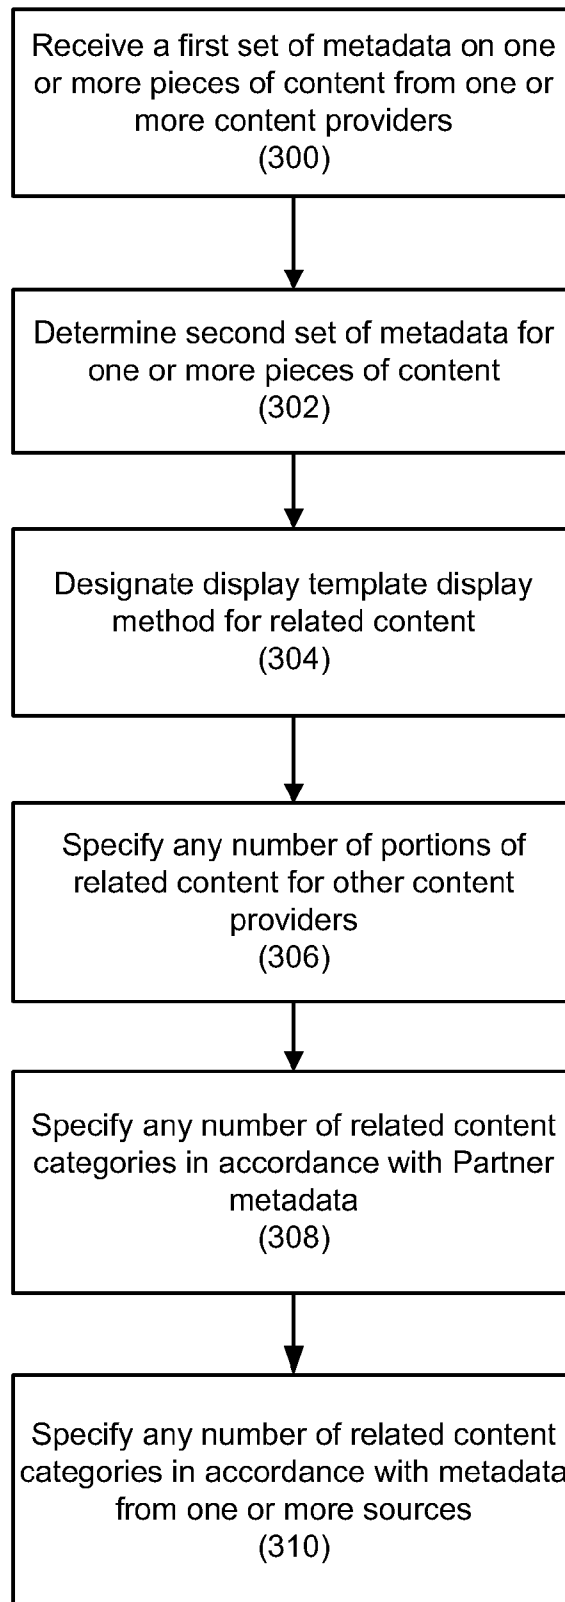 Receive a first set of metadata on one
or more pieces of content from one or
more content providers
(300)
Determine second set of metadata for
one or more pieces of content
(302)
Designate display template display
method for related content
(304)
Specify any number of portions of
related content for other content
providers
(306)
Specify any number of related content
categories in accordance with Partner
metadata
(308)
Specify any number of related content
categories in accordance with metadata
from one or more sources
(310)